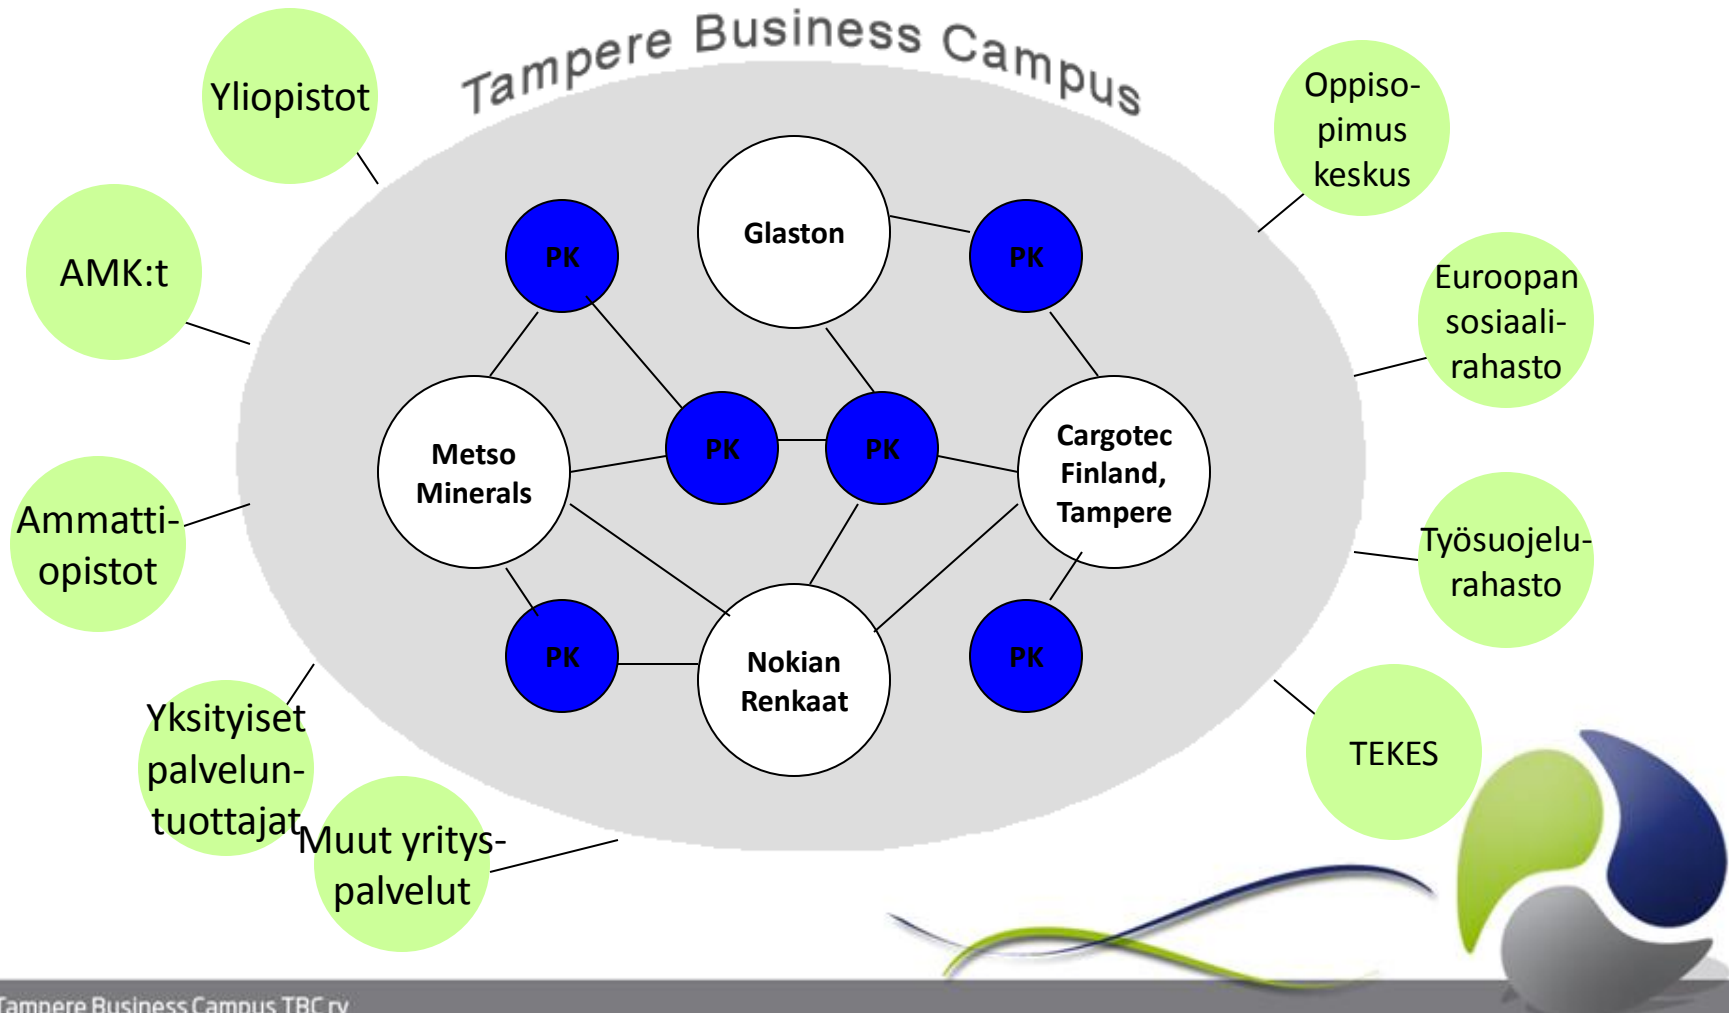 Tampere Business Campus
Yliopistot
AMK:t
Ammatti-
opistot
Yksityiset
palvelun-
tuottajat
Muut yritys-
palvelut
PK
Glaston
PK
Metso
Minerals
PK
PK
Cargotec
Finland,
Tampere
PK
Nokian
Renkaat
PK
Oppiso-
pimus
keskus
Euroopan
sosiaali-
rahasto
Työsuojelu-
rahasto
TEKES
Tampere Business Campus TBC ry